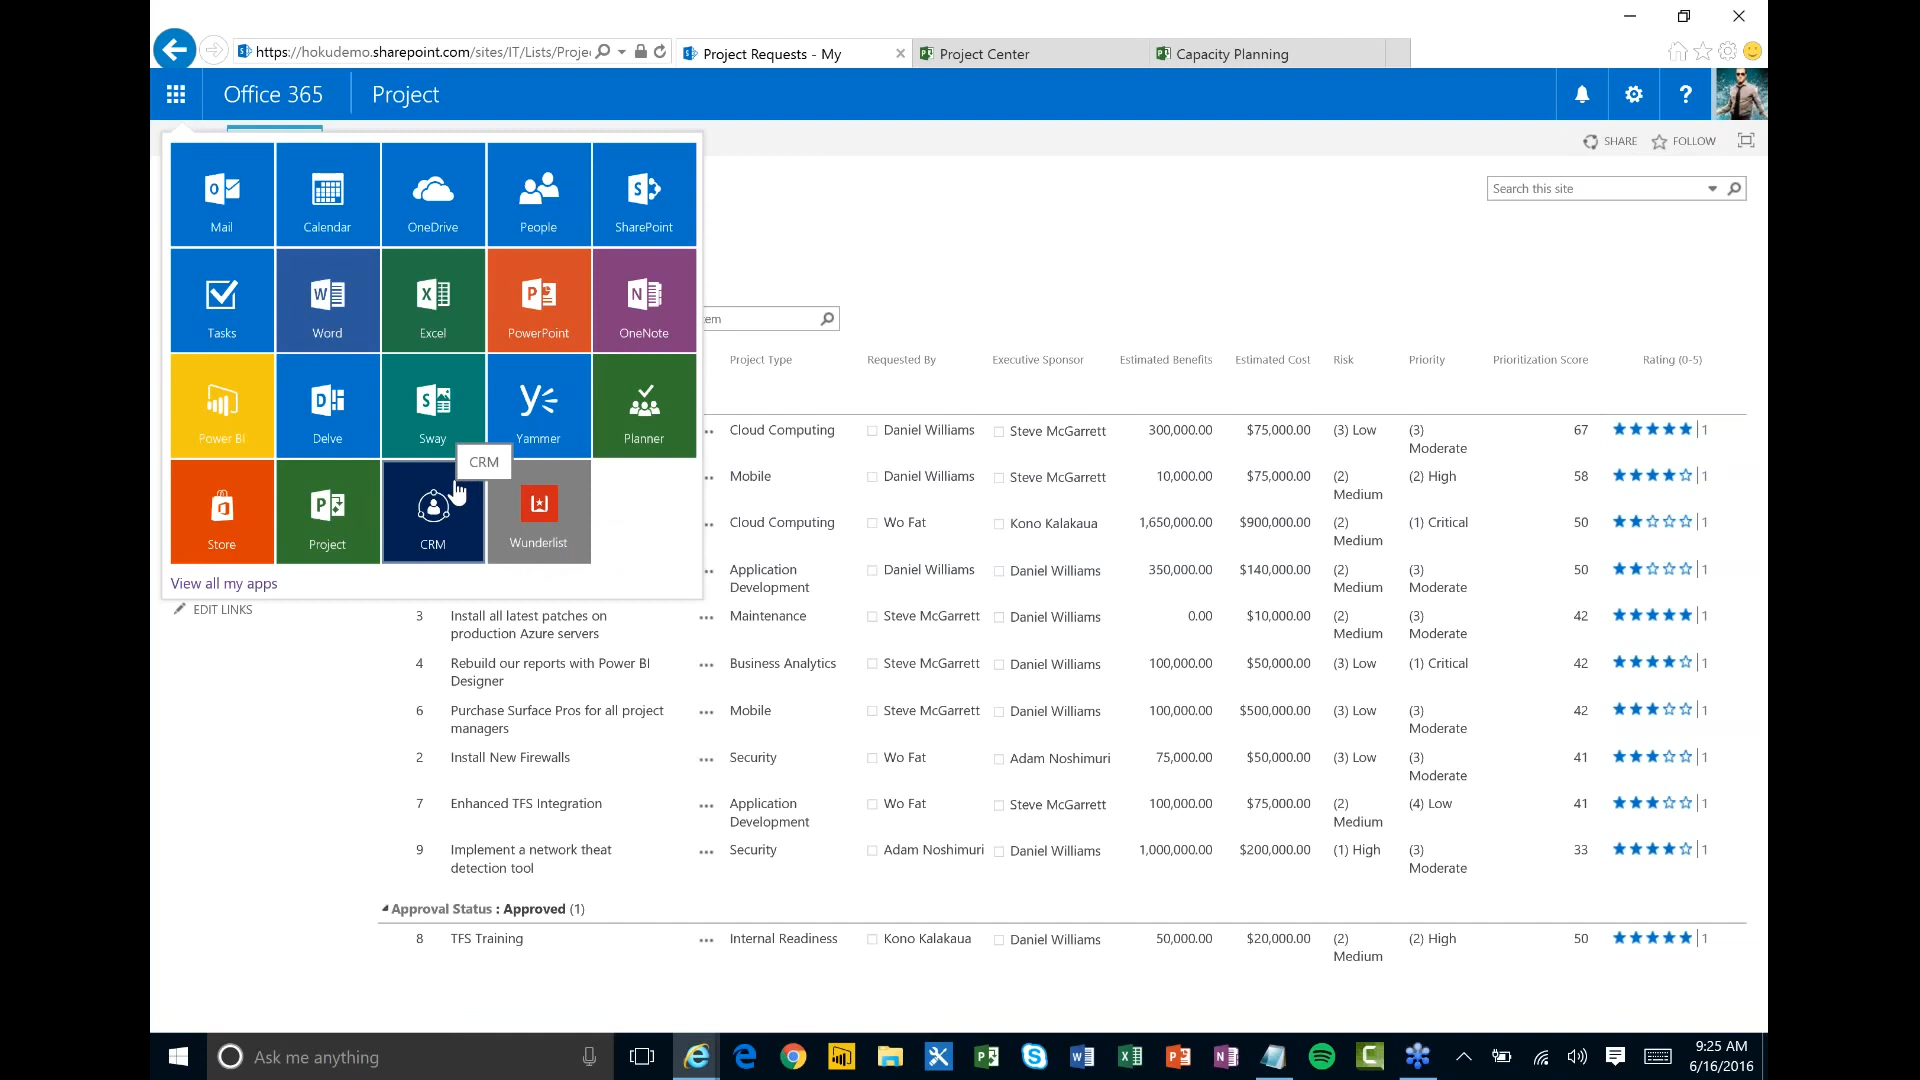 https://hokudemo.sharepoint.com/sites/IT/Lists/Projec
Project Requests - My
Project Center
Capacity Planning
Office 365
Project
SHARE
FOLLOW
Search this site
Mail
Calendar
OneDrive
People
SharePoint
Tasks
Word
Excel
PowerPoint
OneNote
Power BI
Delve
Sway
Yammer
Planner
CRM
Store
Project
CRM
Wunderlist
View all my apps
EDIT LINKS
Project Type Requested By Executive Sponsor Estimated Benefits Estimated Cost Risk Priority Prioritization Score Rating (0-5)
Cloud Computing Daniel Williams Steve McGarrett 300,000.00 $75,000.00 (3) Low (3) 67 1
Moderate
Mobile Daniel Williams Steve McGarrett 10,000.00 $75,000.00 (2) (2) High 58 1
Medium
Cloud Computing Wo Fat Kono Kalakaua 1,650,000.00 $900,000.00 (2) (1) Critical 50 1
Medium
Application Daniel Williams Daniel Williams 350,000.00 $140,000.00 (2) (3) 50 1
Development Medium Moderate
3 Install all latest patches on ... Maintenance Steve McGarrett Daniel Williams 0.00 $10,000.00 (2) (3) 42 1
production Azure servers Medium Moderate
4 Rebuild our reports with Power BI ... Business Analytics Steve McGarrett Daniel Williams 100,000.00 $50,000.00 (3) Low (1) Critical 42 1
Designer
6 Purchase Surface Pros for all project ... Mobile Steve McGarrett Daniel Williams 100,000.00 $500,000.00 (3) Low (3) 42 1
managers Moderate
2 Install New Firewalls ... Security Wo Fat Adam Noshimuri 75,000.00 $50,000.00 (3) Low (3) 41 1
Moderate
7 Enhanced TFS Integration ... Application Wo Fat Steve McGarrett 100,000.00 $75,000.00 (2) (4) Low 41 1
Development Medium
9 Implement a network theat ... Security Adam Noshimuri Daniel Williams 1,000,000.00 $200,000.00 (1) High (3) 33 1
detection tool Moderate
Approval Status : Approved (1)
8 TFS Training ... Internal Readiness Kono Kalakaua Daniel Williams 50,000.00 $20,000.00 (2) (2) High 50 1
Medium
Ask me anything
9:25 AM
6/16/2016